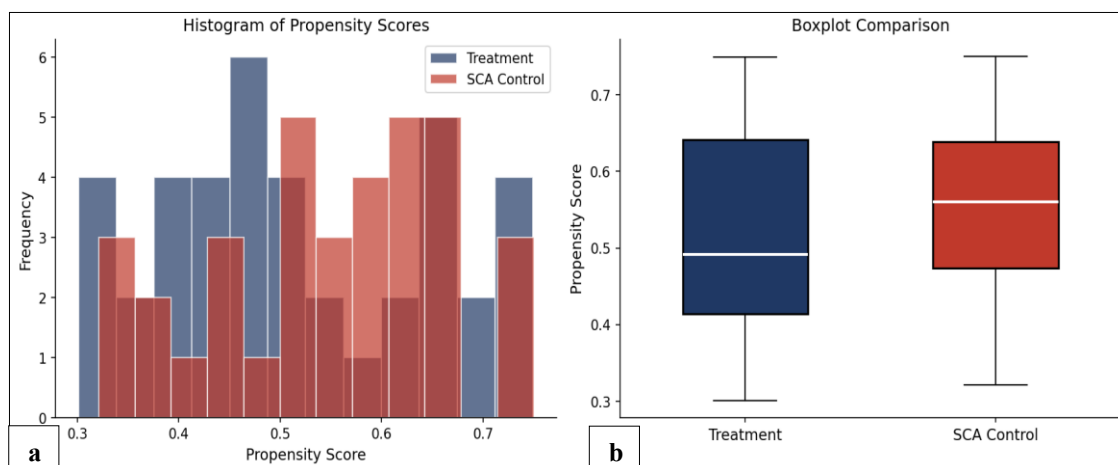 Histogram of Propensity Scores
Treatment
SCA Control
Frequency
6
5
4
3
2
1
0
0.3 0.4 0.5 0.6 0.7
Propensity Score
a
Boxplot Comparison
Propensity Score
0.7
0.6
0.5
0.4
0.3
Treatment SCA Control
b